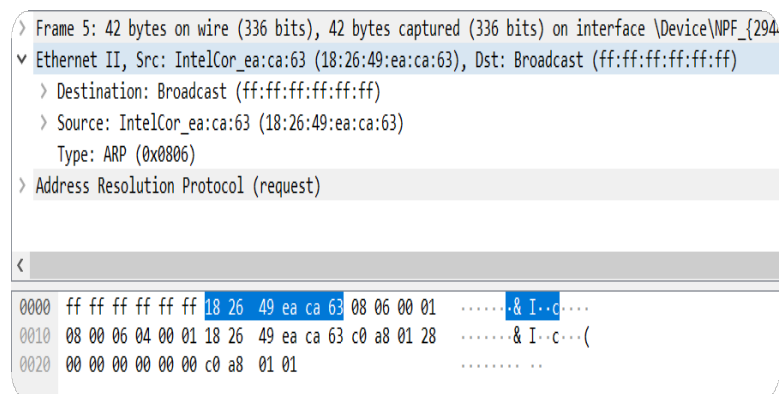 Frame 5: 42 bytes on wire (336 bits), 42 bytes captured (336 bits) on interface \Device\NPF_{294
Ethernet II, Src: IntelCor_ea:ca:63 (18:26:49:ea:ca:63), Dst: Broadcast (ff:ff:ff:ff:ff:ff)
Destination: Broadcast (ff:ff:ff:ff:ff:ff)
Source: IntelCor_ea:ca:63 (18:26:49:ea:ca:63)
Type: ARP (0x0806)
Address Resolution Protocol (request)
0000 ff ff ff ff ff ff 18 26 49 ea ca 63 08 06 00 01 ·······& I··c····
0010 08 00 06 04 00 01 18 26 49 ea ca 63 c0 a8 01 28 ·······& I··c···(
0020 00 00 00 00 00 00 c0 a8 01 01 ········ ··